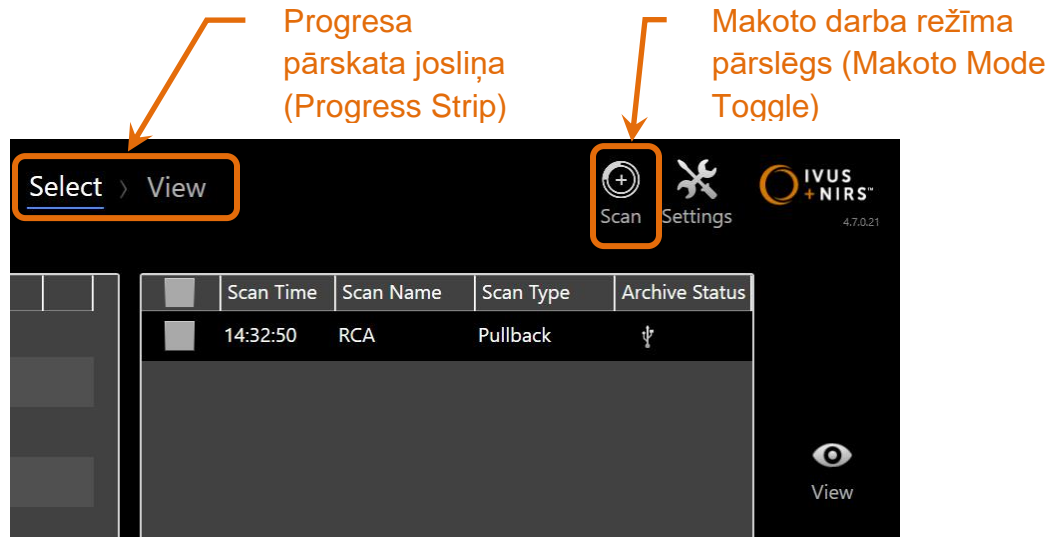 Progresa
pārskata josliņa
(Progress Strip)
Makoto darba režīma
pārslēgs (Makoto Mode
Toggle)
Select > View
Scan
Settings
IVUS
+NIRS™
4.7.0.21
Scan Time Scan Name Scan Type Archive Status
14:32:50 RCA Pullback
View